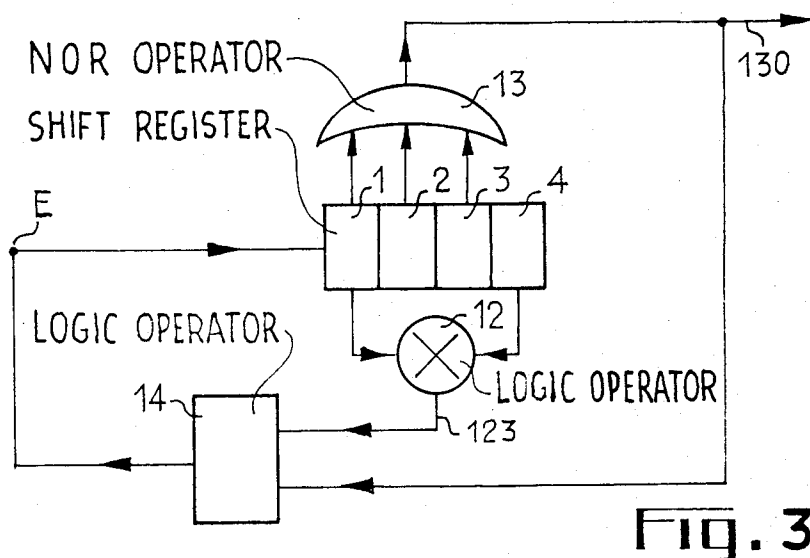 NOR OPERATOR
13
130
SHIFT REGISTER
1 2 3 4
E
LOGIC OPERATOR
12
LOGIC OPERATOR
14
123
Fig. 3